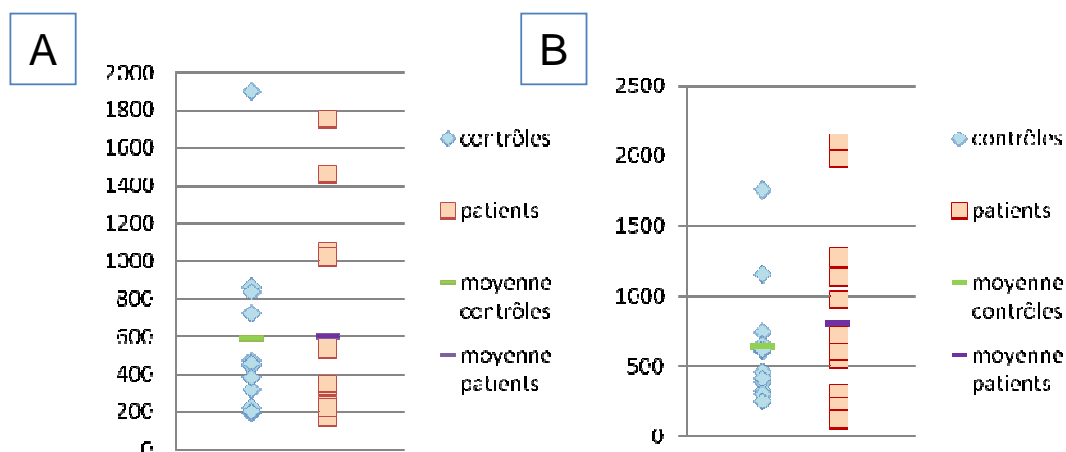 A
2000
1800
1600
1400
1200
1000
800
600
400
200
0
contrôles
patients
moyenne
contrôles
moyenne
patients
B
2500
2000
1500
1000
500
0
contrôles
patients
moyenne
contrôles
moyenne
patients